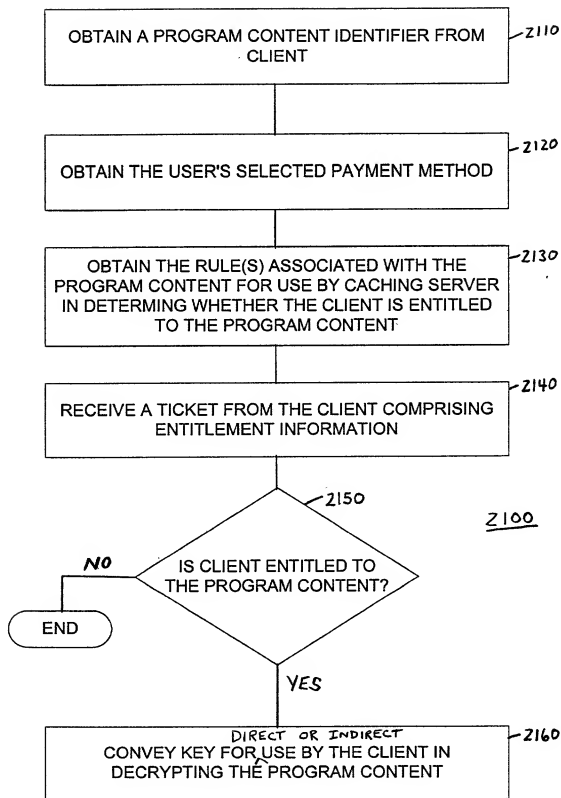 OBTAIN A PROGRAM CONTENT IDENTIFIER FROM
CLIENT
2110
OBTAIN THE USER'S SELECTED PAYMENT METHOD
2120
OBTAIN THE RULE(S) ASSOCIATED WITH THE
PROGRAM CONTENT FOR USE BY CACHING SERVER
IN DETERMING WHETHER THE CLIENT IS ENTITLED
TO THE PROGRAM CONTENT
2130
RECEIVE A TICKET FROM THE CLIENT COMPRISING
ENTITLEMENT INFORMATION
2140
2150
2100
IS CLIENT ENTITLED TO
THE PROGRAM CONTENT?
NO
END
YES
DIRECT OR INDIRECT
CONVEY KEY FOR USE BY THE CLIENT IN
DECRYPTING THE PROGRAM CONTENT
2160